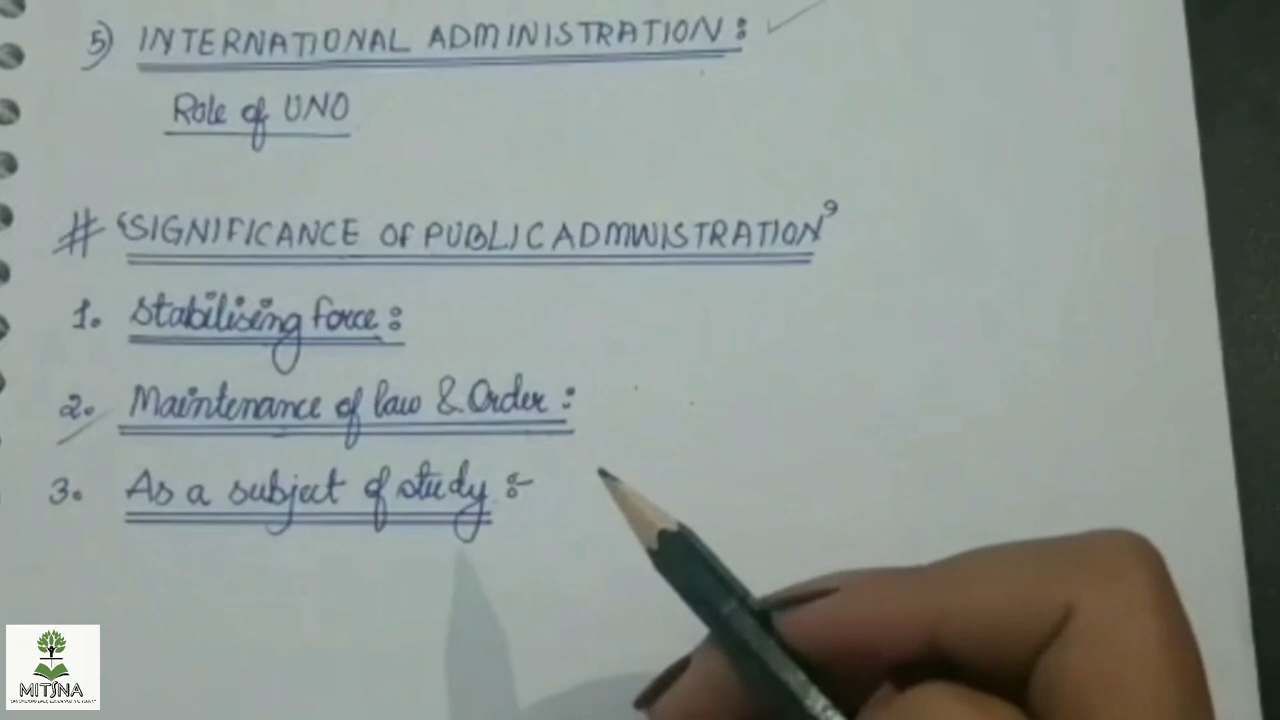 5) INTERNATIONAL ADMINISTRATION:
Role of UNO
# 'SIGNIFICANCE OF PUBLIC ADMINISTRATION'
1. Stabilising force:
2. Maintenance of law & Order:
3. As a subject of study :-
MITSNA